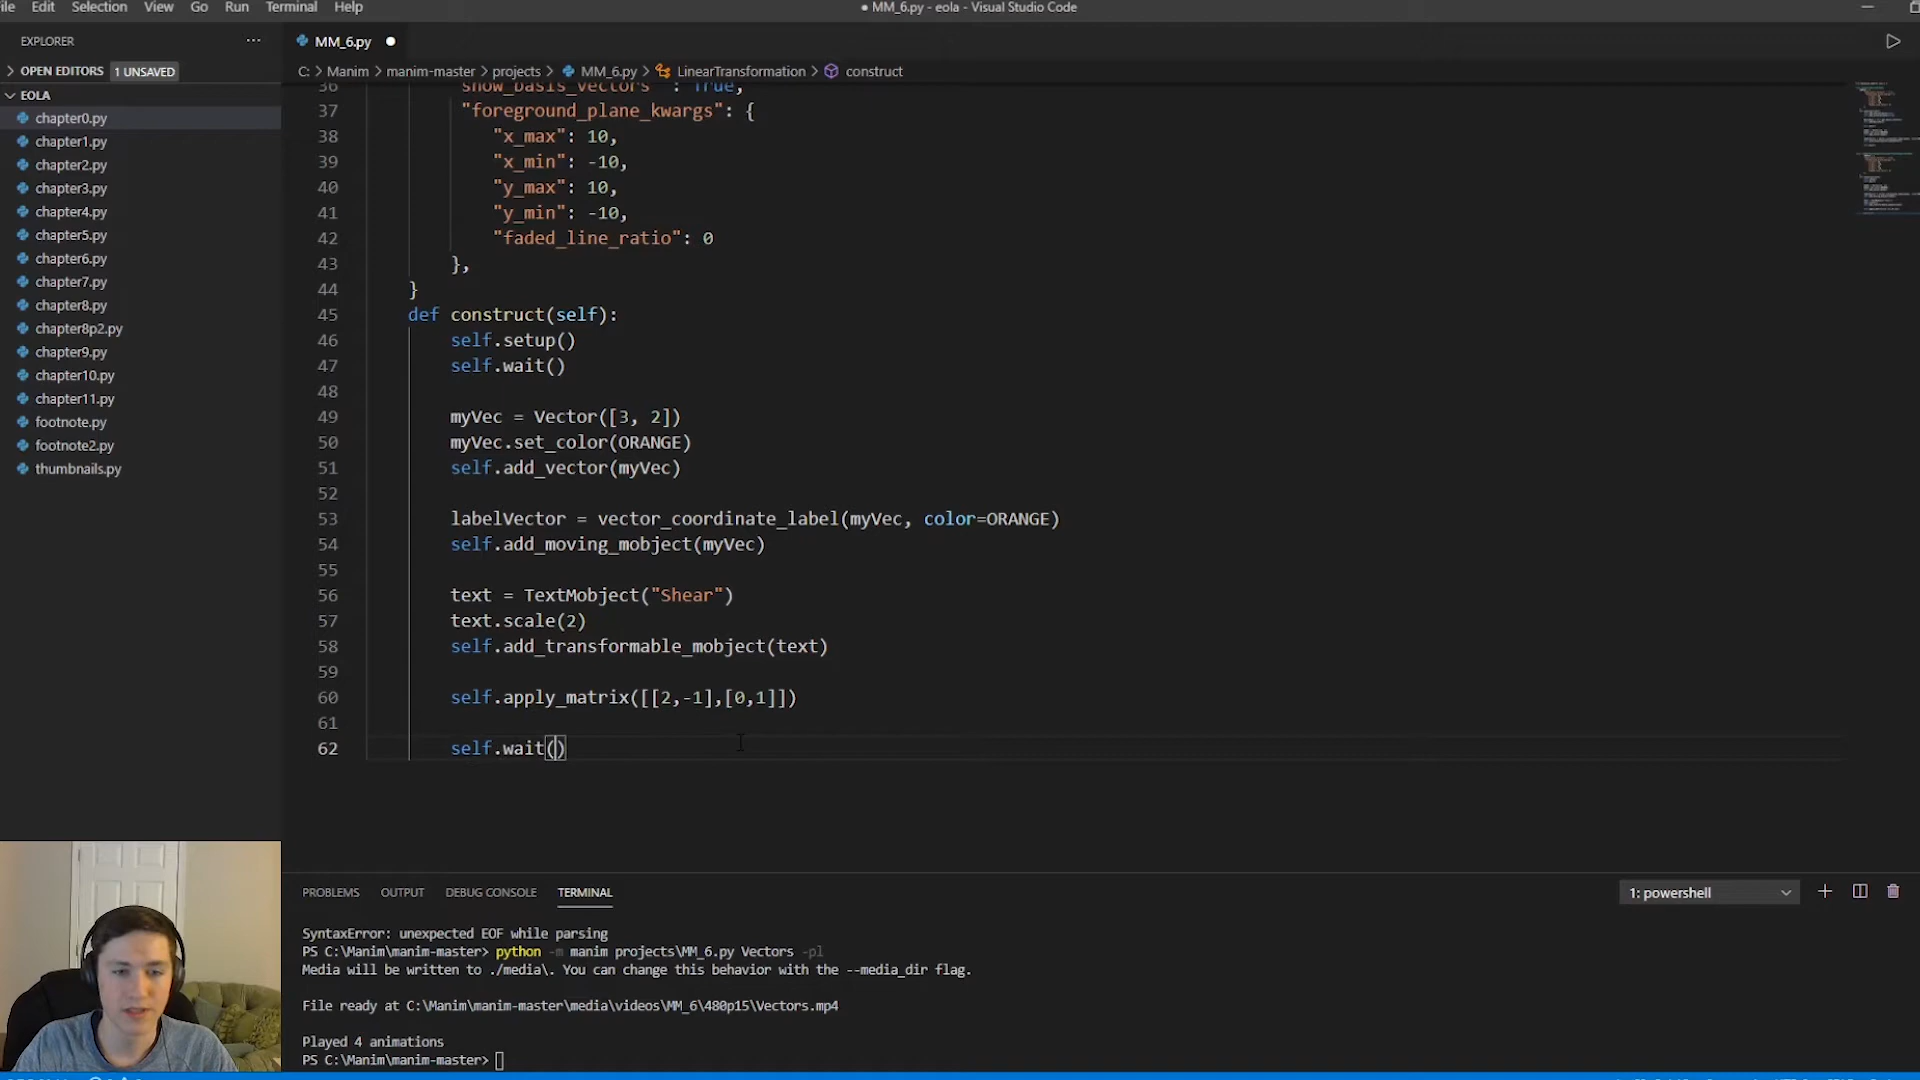 ile Edit Selection View Go Run Terminal Help
● MM_6.py - eola - Visual Studio Code
EXPLORER ···
MM_6.py ●
OPEN EDITORS 1 UNSAVED
C: > Manim > manim-master > projects > MM_6.py > LinearTransformation > construct
EOLA
chapter0.py
chapter1.py
chapter2.py
chapter3.py
chapter4.py
chapter5.py
chapter6.py
chapter7.py
chapter8.py
chapter8p2.py
chapter9.py
chapter10.py
chapter11.py
footnote.py
footnote2.py
thumbnails.py
36 "show_basis_vectors": True,
37 "foreground_plane_kwargs": {
38 "x_max": 10,
39 "x_min": -10,
40 "y_max": 10,
41 "y_min": -10,
42 "faded_line_ratio": 0
43 },
44 }
45 def construct(self):
46 self.setup()
47 self.wait()
48
49 myVec = Vector([3, 2])
50 myVec.set_color(ORANGE)
51 self.add_vector(myVec)
52
53 labelVector = vector_coordinate_label(myVec, color=ORANGE)
54 self.add_moving_mobject(myVec)
55
56 text = TextMobject("Shear")
57 text.scale(2)
58 self.add_transformable_mobject(text)
59
60 self.apply_matrix([[2,-1],[0,1]])
61
62 self.wait()
PROBLEMS OUTPUT DEBUG CONSOLE TERMINAL 1: powershell
SyntaxError: unexpected EOF while parsing
PS C:\Manim\manim-master> python -m manim projects\MM_6.py Vectors -pl
Media will be written to ./media\. You can change this behavior with the --media_dir flag.
File ready at C:\Manim\manim-master\media\videos\MM_6\480p15\Vectors.mp4
Played 4 animations
PS C:\Manim\manim-master>